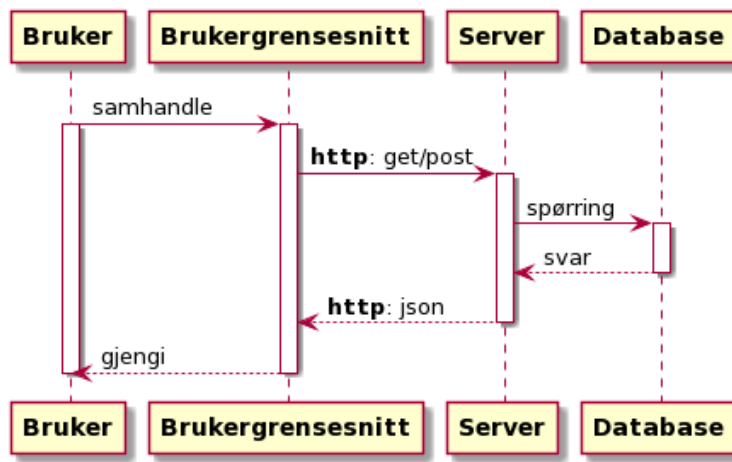 Bruker Brukergrensesnitt Server Database
samhandle
http: get/post
spørring
svar
http: json
gjengi
Bruker Brukergrensesnitt Server Database